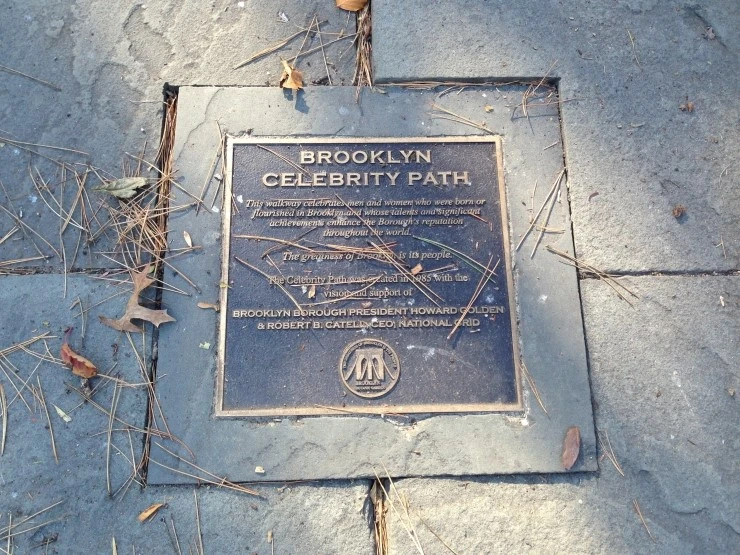 BROOKLYN
CELEBRITY PATH
This walkway celebrates men and women who were born or
flourished in Brooklyn and whose talents and significant
achievements enhance the Borough's reputation
throughout the world.
The greatness of Brooklyn is its people.
The Celebrity Path was created in 1985 with the
vision and support of
BROOKLYN BOROUGH PRESIDENT HOWARD GOLDEN
& ROBERT B. CATELL, CEO, NATIONAL GRID
BROOKLYN